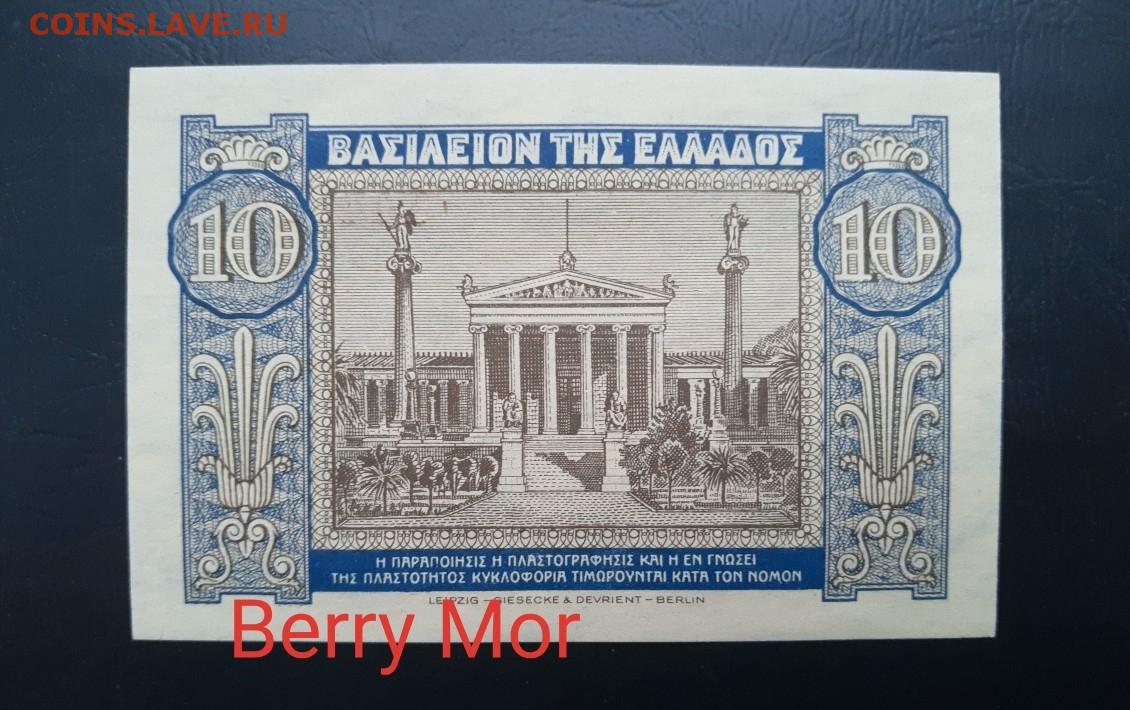 COINS.LAVE.RU
ΒΑΣΙΛΕΙΟΝ ΤΗΣ ΕΛΛΑΔΟΣ
10 10
Η ΠΑΡΑΠΟΙΗΣΙΣ Η ΠΛΑΣΤΟΓΡΑΦΗΣΙΣ ΚΑΙ Η ΕΝ ΓΝΩΣΕΙ
ΤΗΣ ΠΛΑΣΤΟΤΗΤΟΣ ΚΥΚΛΟΦΟΡΙΑ ΤΙΜΩΡΟΥΝΤΑΙ ΚΑΤΑ ΤΟΝ ΝΟΜΟΝ
LEIPZIG – GIESECKE & DEVRIENT – BERLIN
Berry Mor